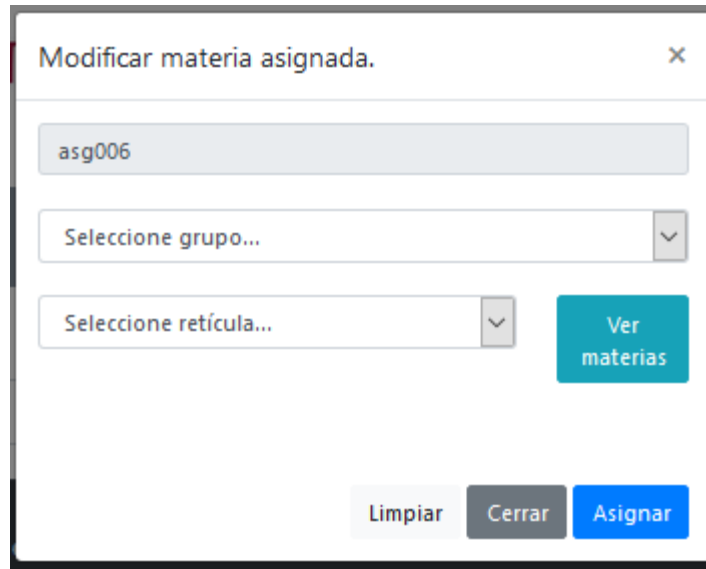 Modificar materia asignada.
×
asg006
Seleccione grupo...
Seleccione retícula...
Ver
materias
Limpiar
Cerrar
Asignar